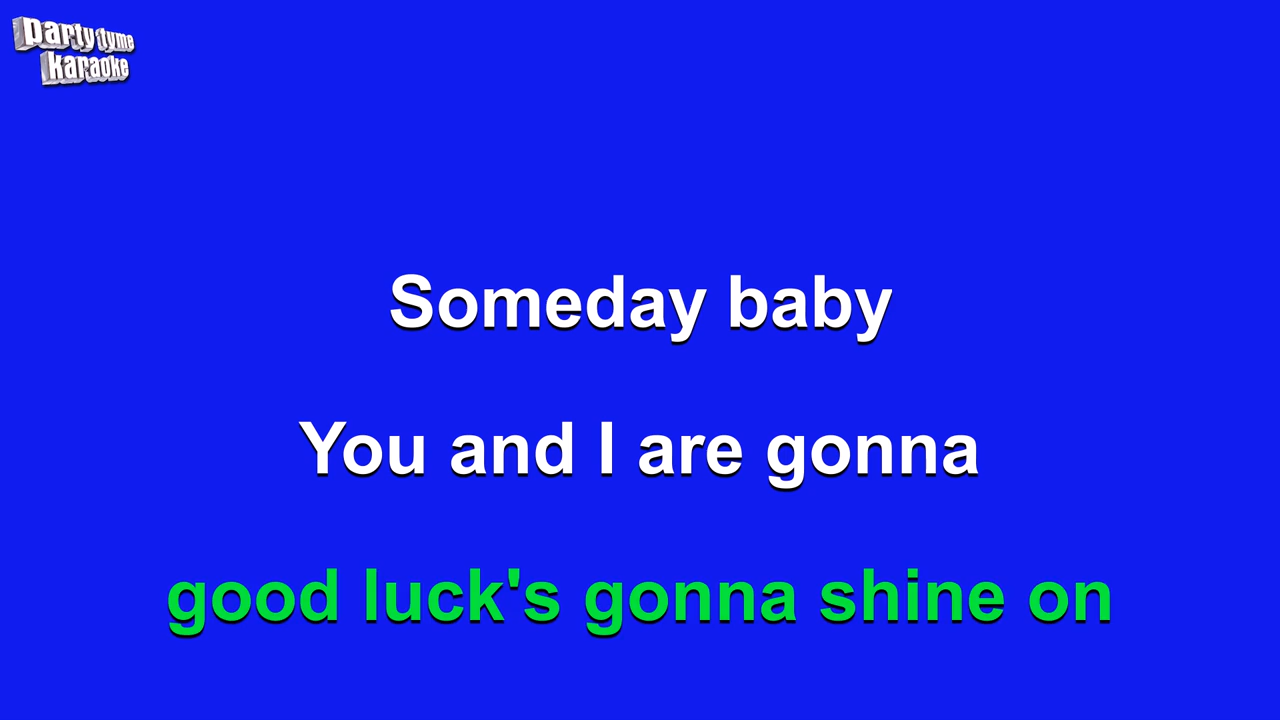 party tyme
karaoke
Someday baby
You and I are gonna
good luck's gonna shine on